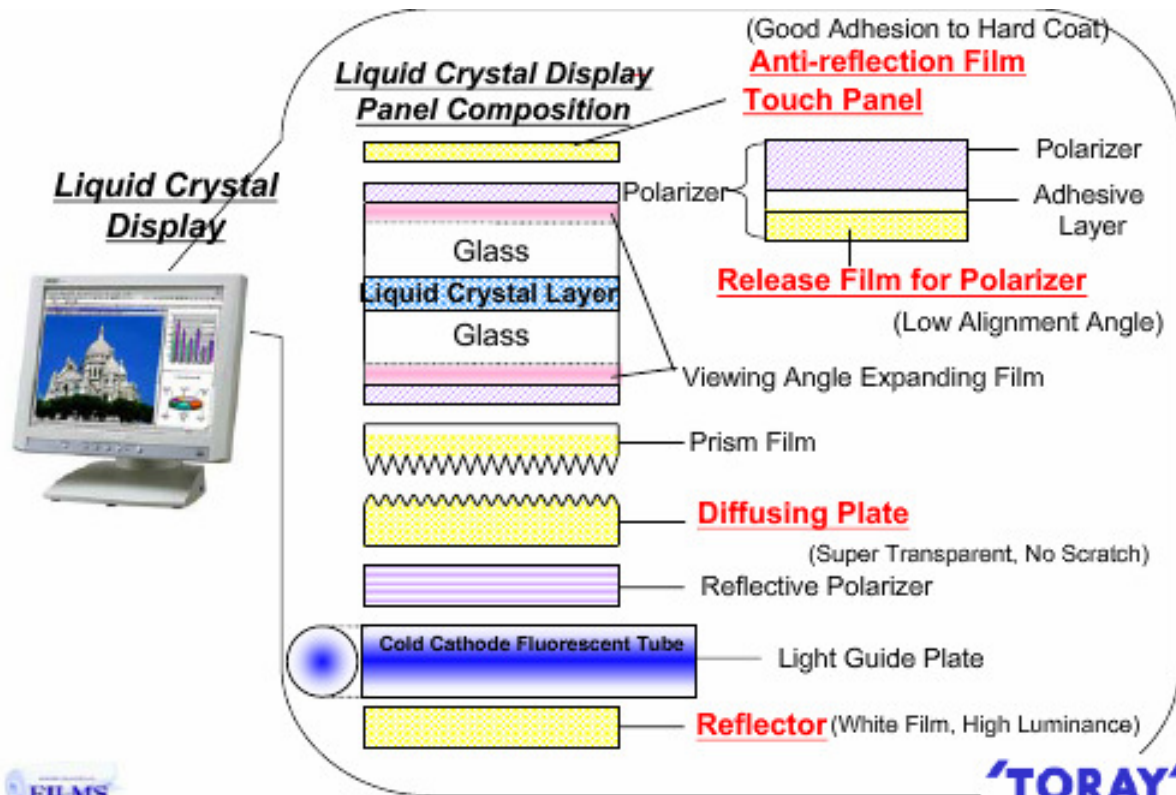 (Good Adhesion to Hard Coat)
Anti-reflection Film
Touch Panel
Liquid Crystal Display
Panel Composition
Liquid Crystal
Display
Polarizer
Polarizer
Adhesive
Layer
Release Film for Polarizer
(Low Alignment Angle)
Glass
Liquid Crystal Layer
Glass
Viewing Angle Expanding Film
Prism Film
Diffusing Plate
(Super Transparent, No Scratch)
Reflective Polarizer
Cold Cathode Fluorescent Tube
Light Guide Plate
Reflector (White Film, High Luminance)
FILMS
'TORAY'